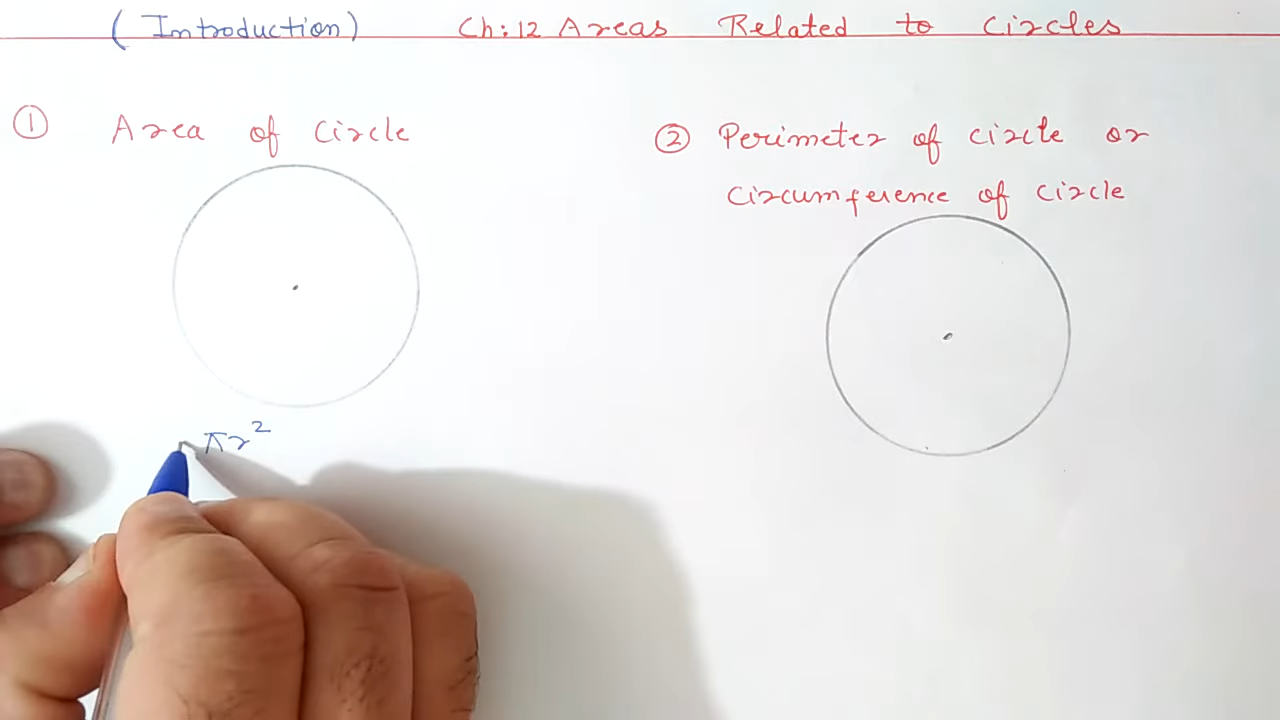 (Introduction) Ch:12 Areas Related to Circles
① Area of Circle
② Perimeter of circle or
Circumference of Circle
πr²